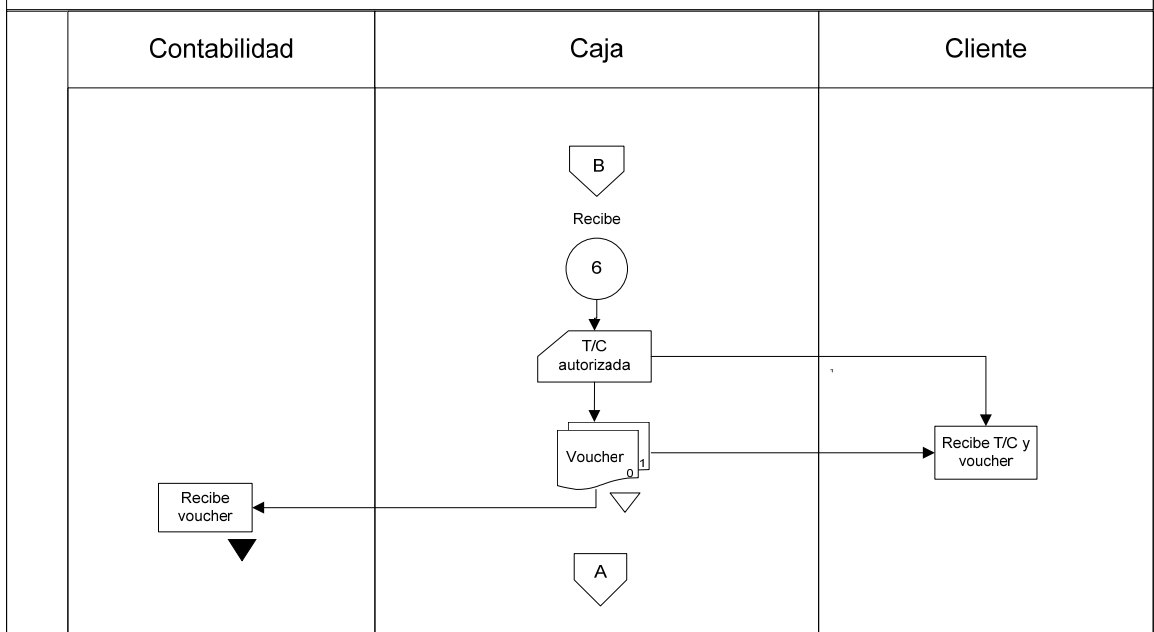 Contabilidad
Caja
Cliente
B
Recibe
6
T/C
autorizada
Voucher
0
1
Recibe T/C y
voucher
Recibe
voucher
A